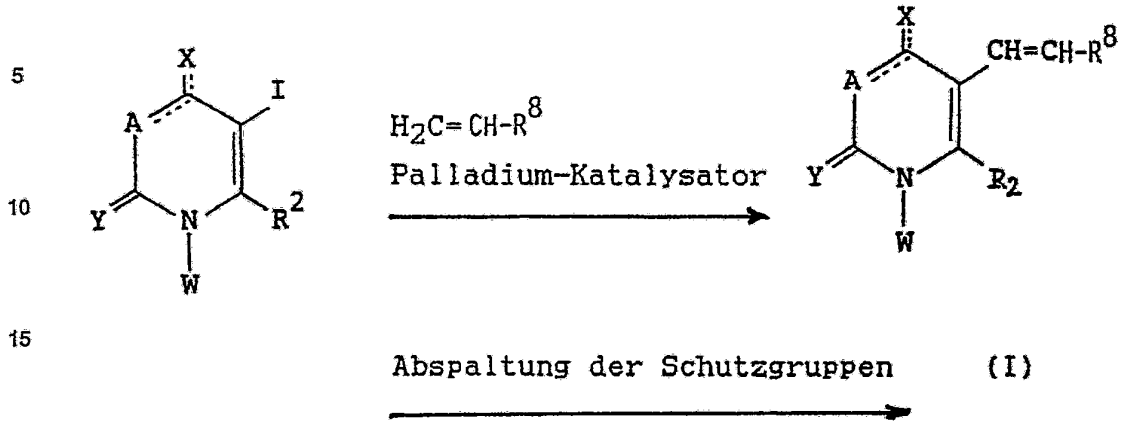 X X CH=CH-R⁸
5 I
A A
H₂C=CH-R⁸
Palladium-Katalysator
Y N R₂
10 Y N R²
W
W
15
Abspaltung der Schutzgruppen (I)